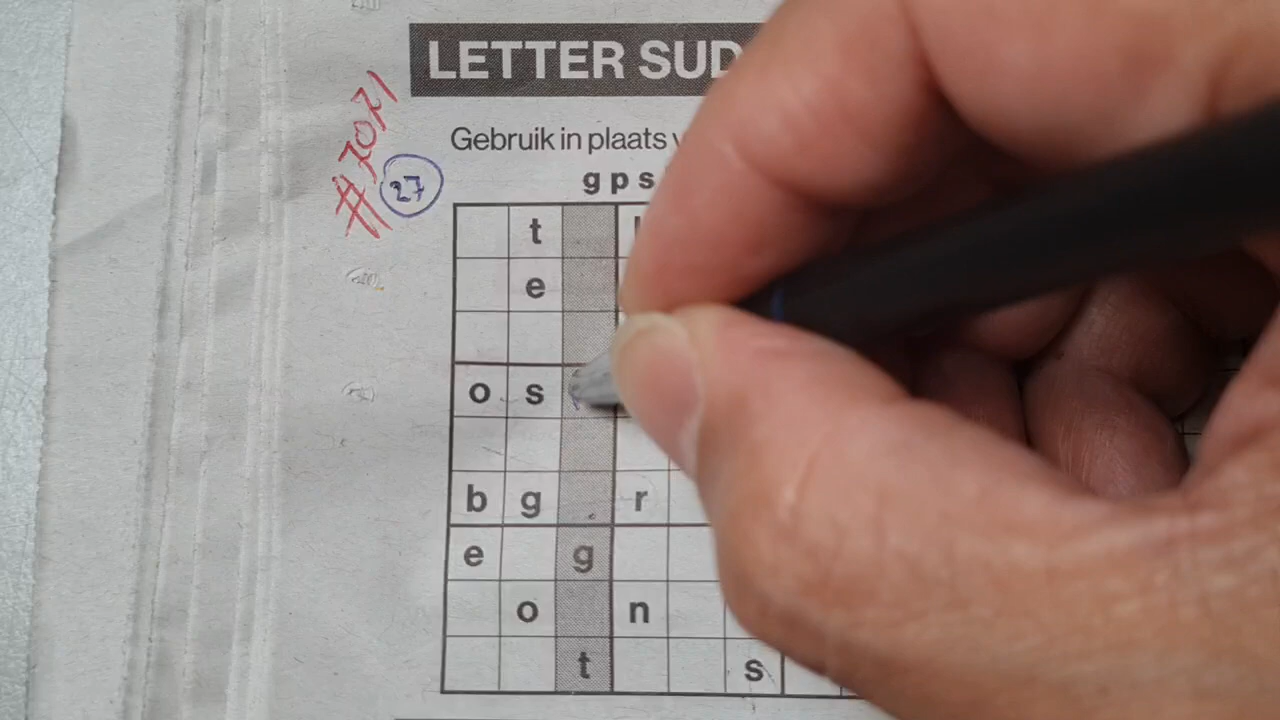 LETTER SUD
#7071
27
Gebruik in plaats
g p s
t
e
o s
b g r
e g
o n
t s